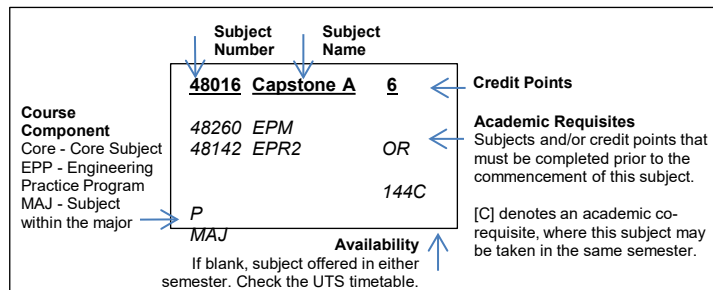 Subject Number
Subject Name
48016 Capstone A 6
Credit Points
48260 EPM
48142 EPR2 OR
144C
P
MAJ
Course
Component
Core - Core Subject
EPP - Engineering
Practice Program
MAJ - Subject
within the major
Academic Requisites
Subjects and/or credit points that
must be completed prior to the
commencement of this subject.
[C] denotes an academic co-
requisite, where this subject may
be taken in the same semester.
Availability
If blank, subject offered in either
semester. Check the UTS timetable.